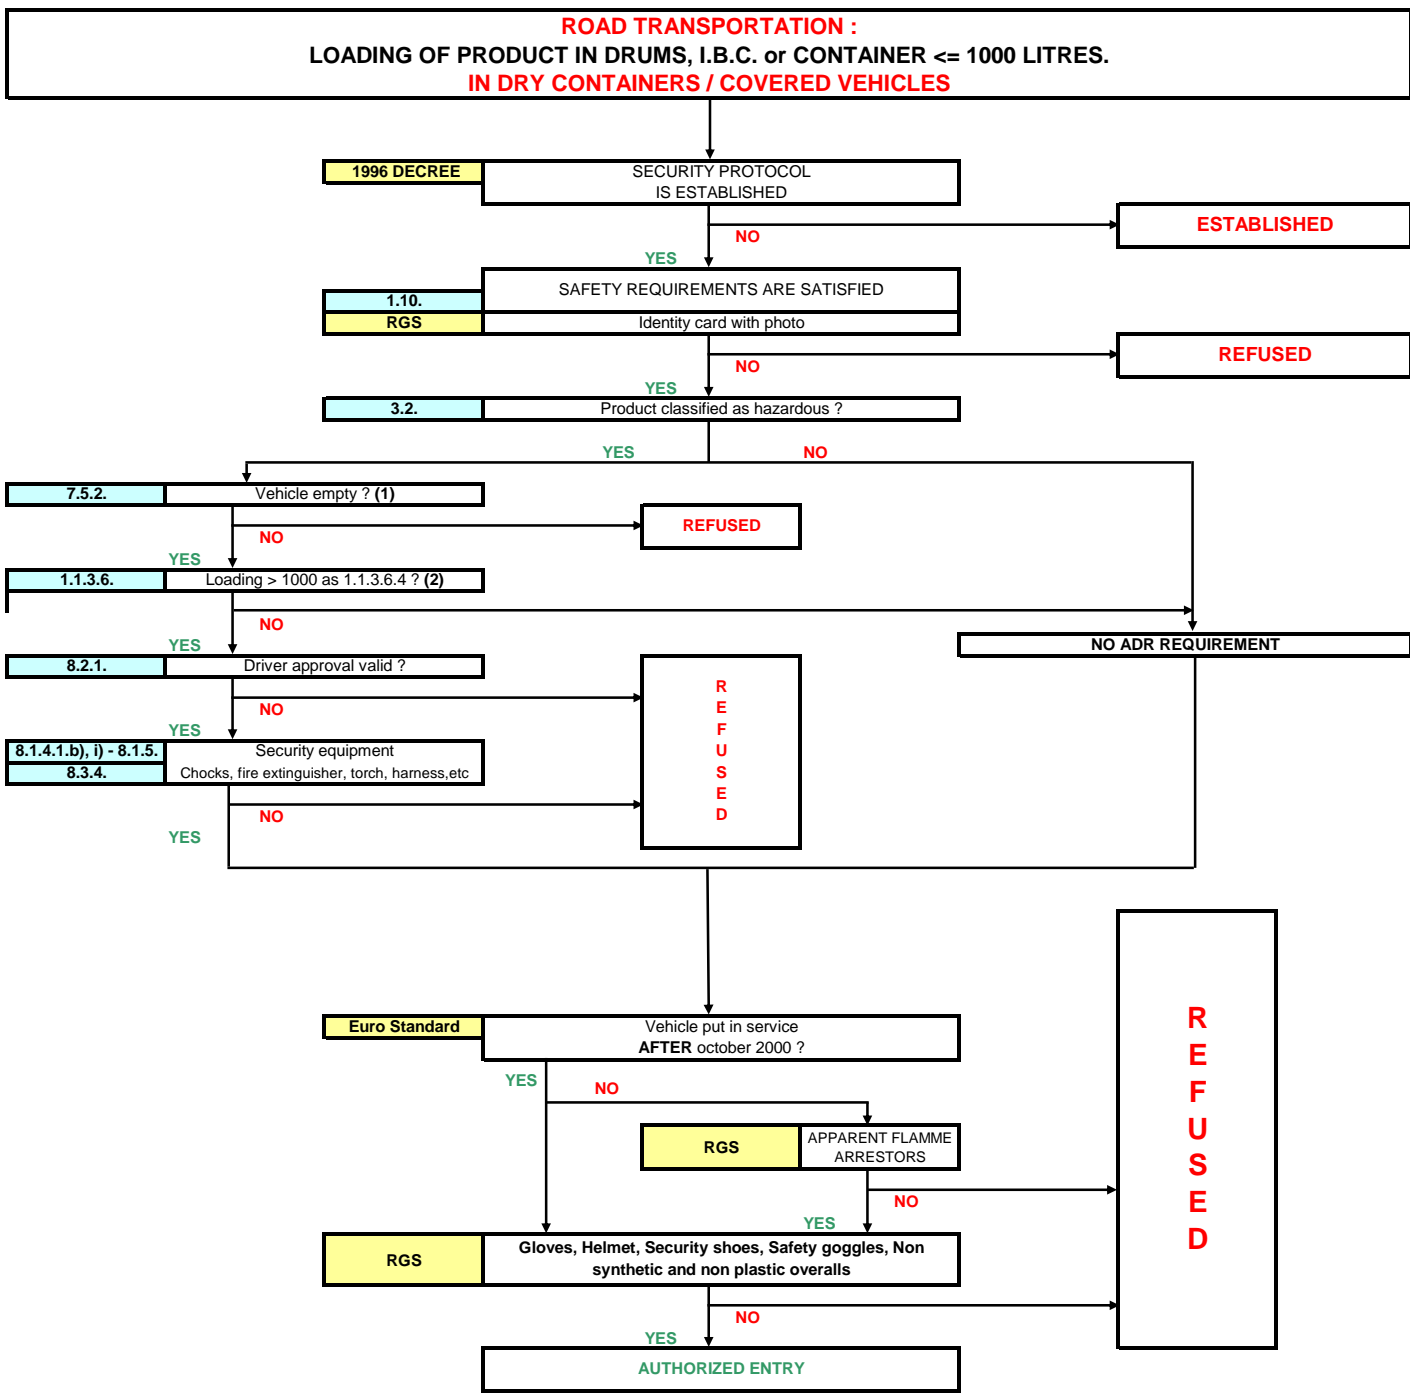 ROAD TRANSPORTATION :
LOADING OF PRODUCT IN DRUMS, I.B.C. or CONTAINER <= 1000 LITRES.
IN DRY CONTAINERS / COVERED VEHICLES
1996 DECREE
SECURITY PROTOCOL
IS ESTABLISHED
NO
ESTABLISHED
YES
SAFETY REQUIREMENTS ARE SATISFIED
1.10.
RGS
Identity card with photo
NO
REFUSED
YES
3.2.
Product classified as hazardous ?
YES
NO
7.5.2.
Vehicle empty ? (1)
NO
REFUSED
YES
1.1.3.6.
Loading > 1000 as 1.1.3.6.4 ? (2)
NO
YES
NO ADR REQUIREMENT
8.2.1.
Driver approval valid ?
NO
YES
8.1.4.1.b), i) - 8.1.5.
Security equipment
8.3.4.
Chocks, fire extinguisher, torch, harness,etc
NO
YES
R
E
F
U
S
E
D
Euro Standard
Vehicle put in service
AFTER october 2000 ?
YES
NO
RGS
APPARENT FLAMME
ARRESTORS
NO
YES
RGS
Gloves, Helmet, Security shoes, Safety goggles, Non
synthetic and non plastic overalls
NO
YES
R
E
F
U
S
E
D
AUTHORIZED ENTRY